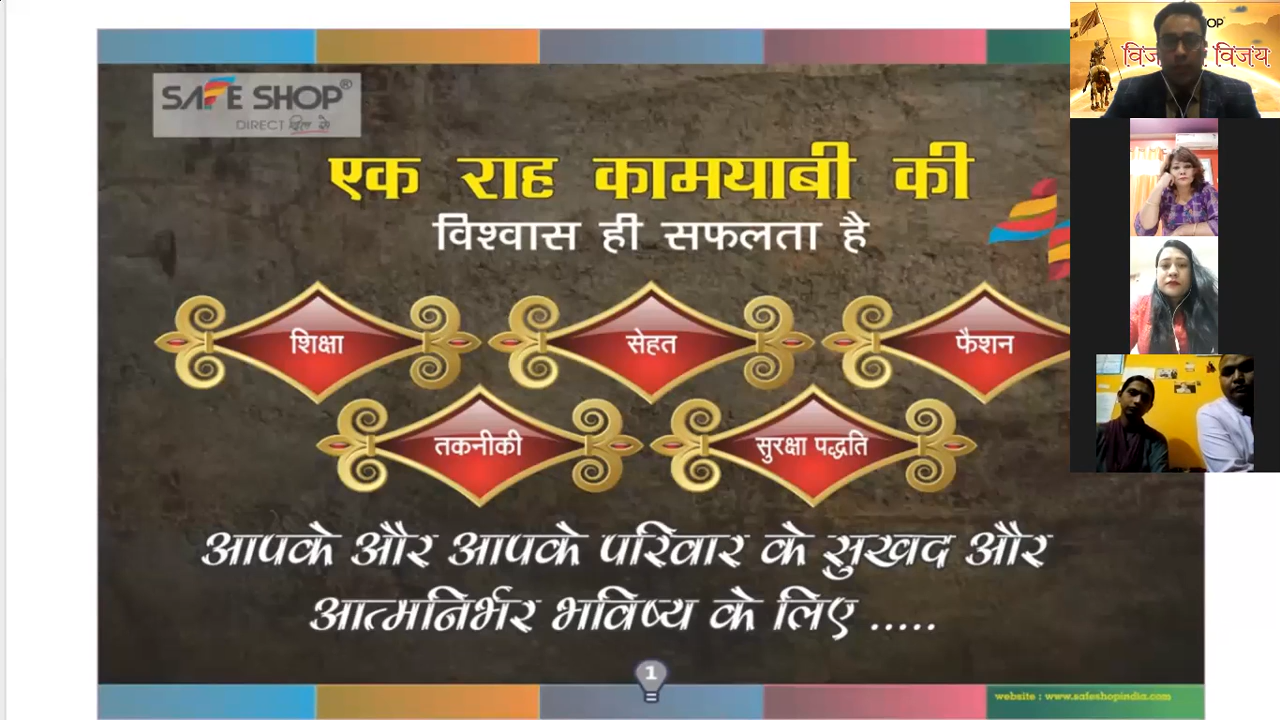 SAFE SHOP®
DIRECT दिल से
एक राह कामयाबी की
विश्वास ही सफलता है
शिक्षा
सेहत
फैशन
तकनीकी
सुरक्षा पद्धति
आपके और आपके परिवार के सुखद और
आत्मनिर्भर भविष्य के लिए .....
1
website : www.safeshopindia.com
विजय